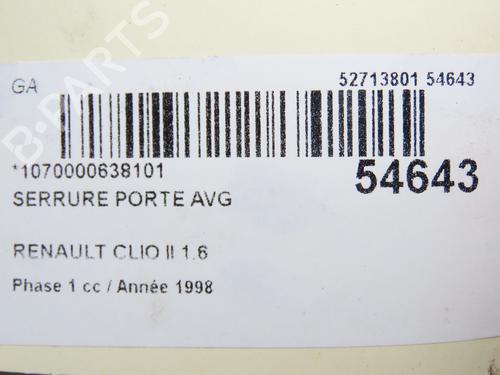 GA
52713801 54643
*1070000638101
54643
SERRURE PORTE AVG
RENAULT CLIO II 1.6
Phase 1 cc / Année 1998
B-PARTS